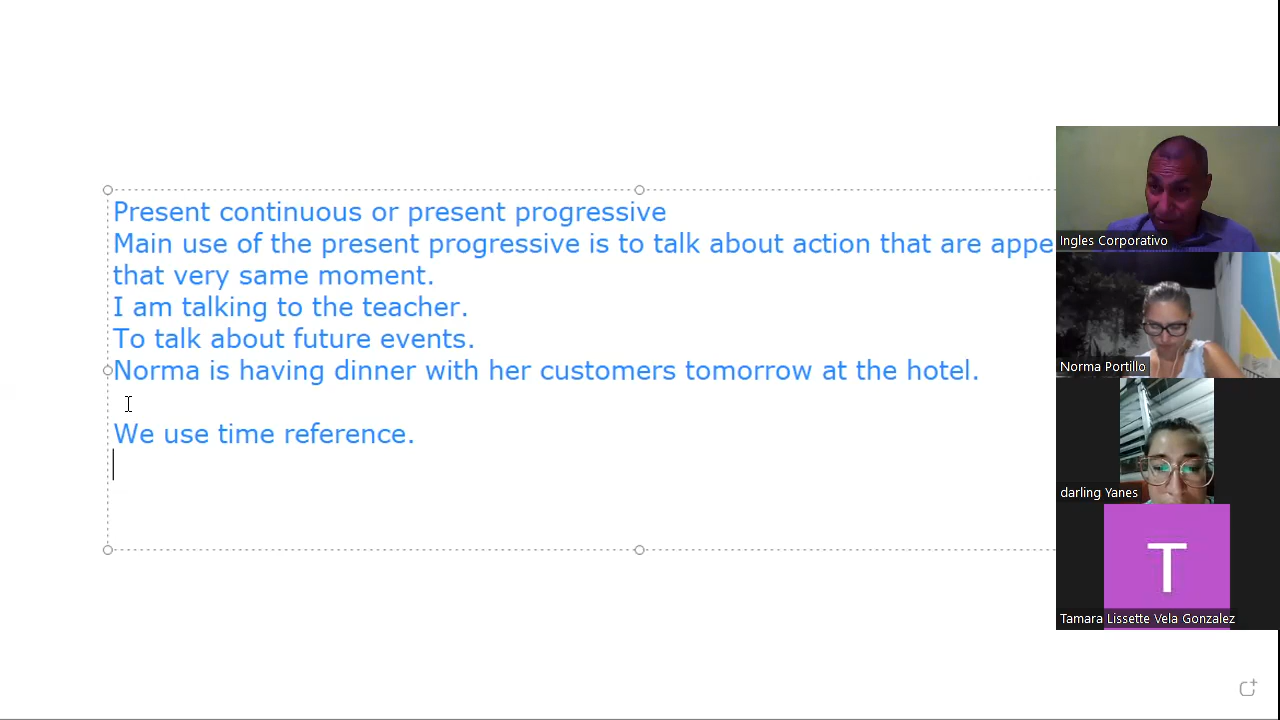 Present continuous or present progressive
Main use of the present progressive is to talk about action that are appe
that very same moment.
I am talking to the teacher.
To talk about future events.
Norma is having dinner with her customers tomorrow at the hotel.
We use time reference.
Ingles Corporativo
Norma Portillo
darling Yanes
T
Tamara Lissette Vela Gonzalez